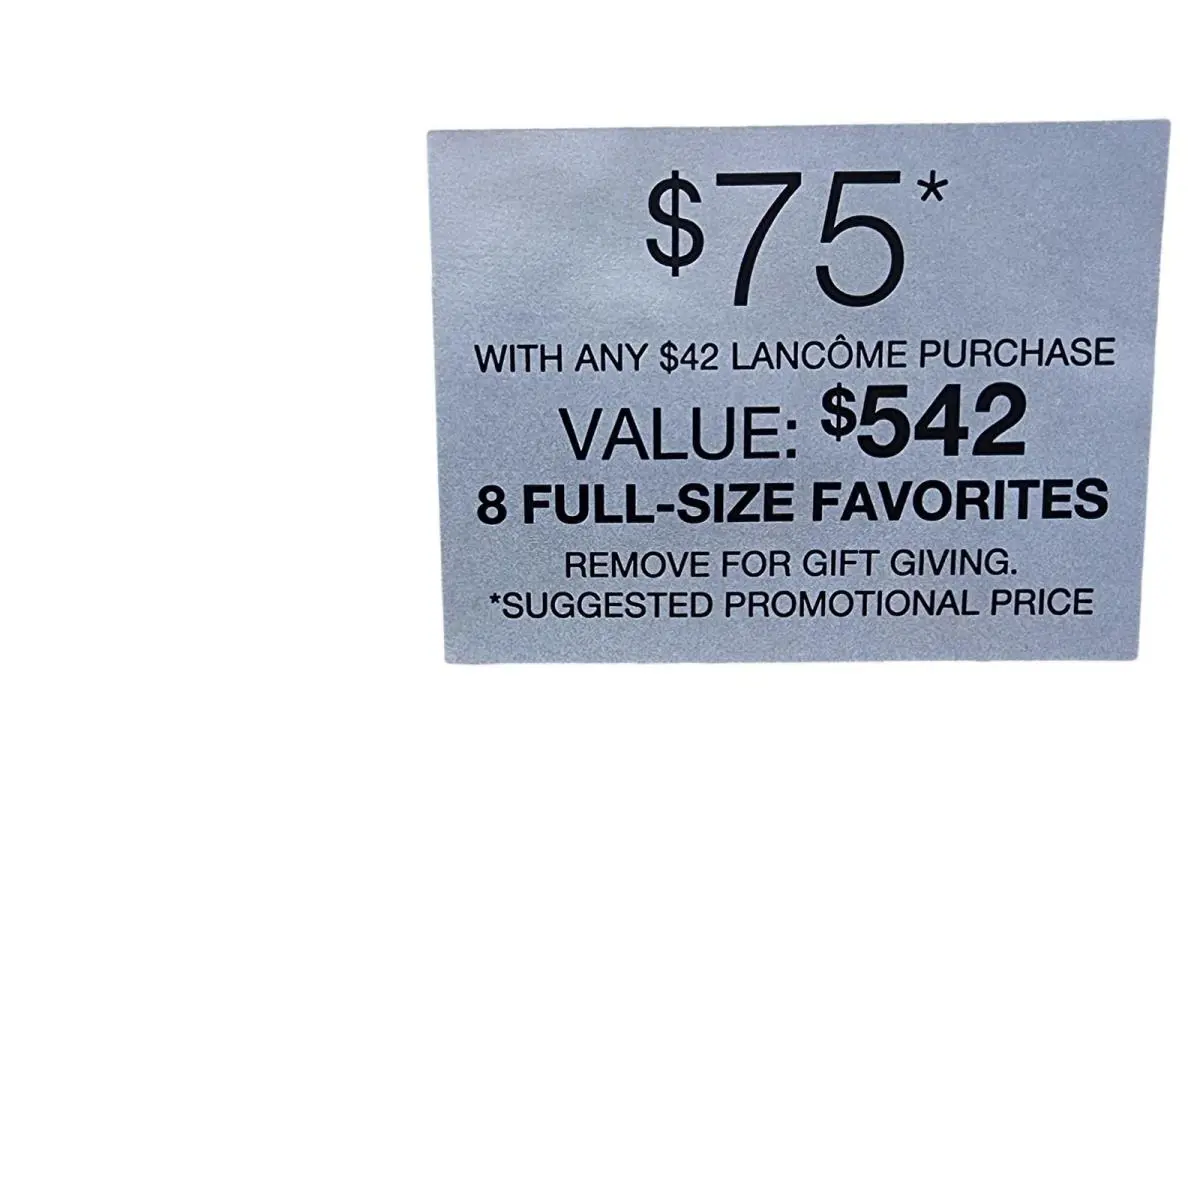 $75*
WITH ANY $42 LANCÔME PURCHASE
VALUE: $542
8 FULL-SIZE FAVORITES
REMOVE FOR GIFT GIVING.
*SUGGESTED PROMOTIONAL PRICE